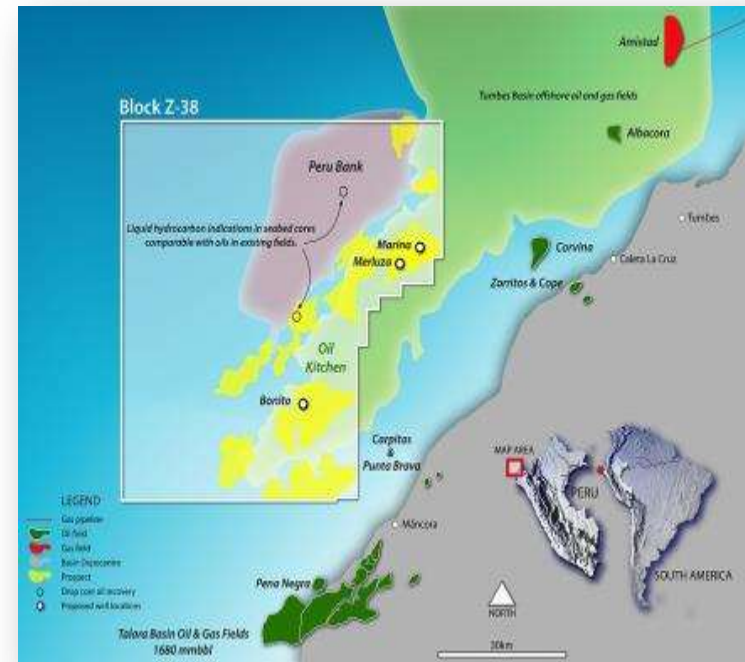 Amistad
Block Z-38
Tumbes Basin offshore oil and gas fields
Albacora
Peru Bank
Tumbes
Liquid hydrocarbon indications in seabed cores
comparable with oils in existing fields.
Marina
Merluza
Corvina
Caleta La Cruz
Zorritos & Cope
Oil
Kitchen
Bonito
Carpitas
&
Punta Brava
MAP AREA
PERU
SOUTH AMERICA
LEGEND
Gas pipeline
Oil field
Gas field
Basin Depocentre
Prospect
Drop core oil recovery
Proposed well locations
Máncora
Pena Negra
NORTH
Talara Basin Oil & Gas Fields
1680 mmbbl
30km